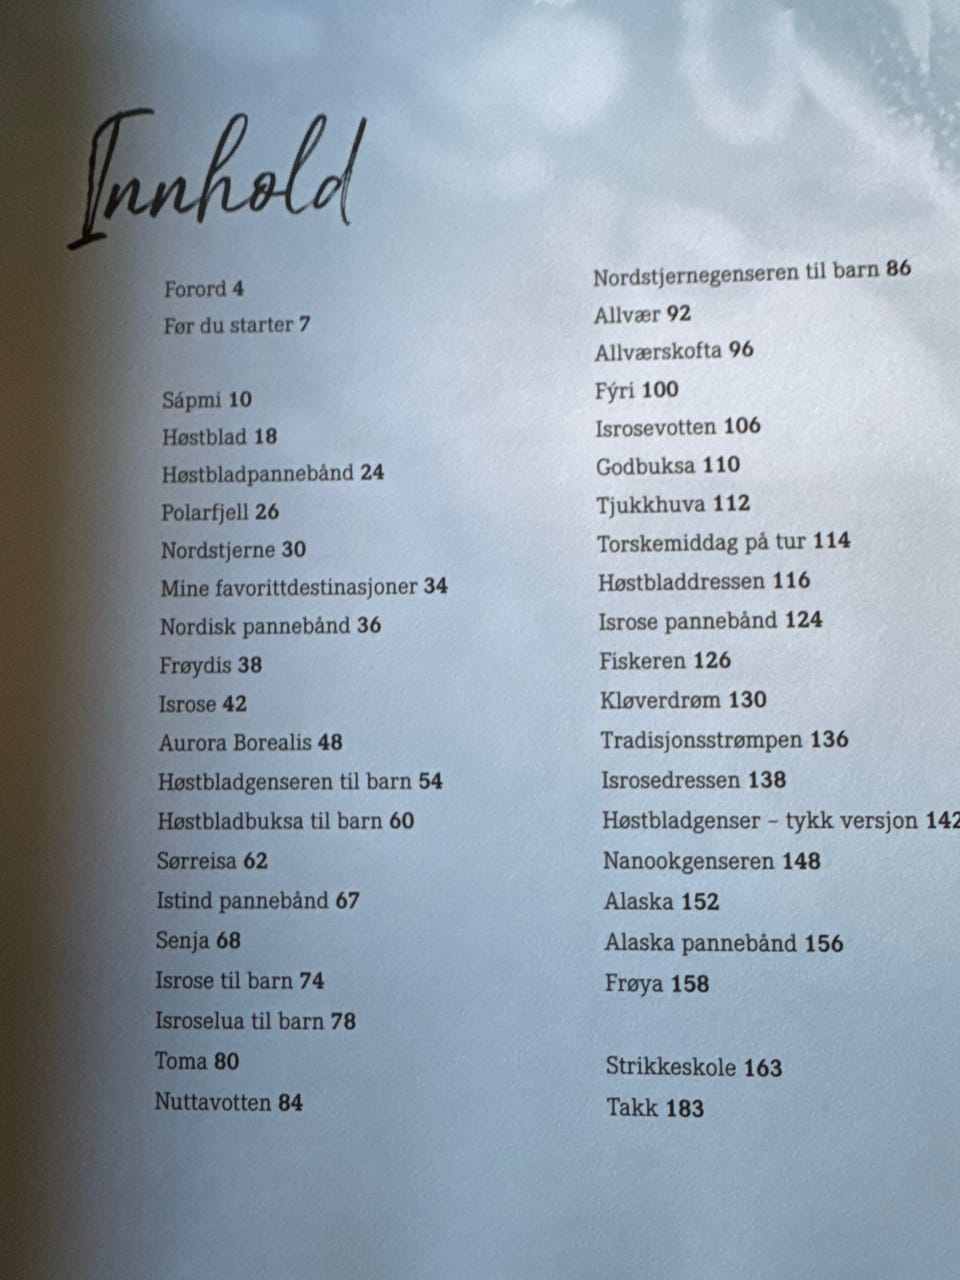 Innhold
Forord 4
Før du starter 7
Sápmi 10
Høstblad 18
Høstbladpannebånd 24
Polarfjell 26
Nordstjerne 30
Mine favorittdestinasjoner 34
Nordisk pannebånd 36
Frøydis 38
Isrose 42
Aurora Borealis 48
Høstbladgenseren til barn 54
Høstbladbuksa til barn 60
Sørreisa 62
Istind pannebånd 67
Senja 68
Isrose til barn 74
Isroselua til barn 78
Toma 80
Nuttavotten 84
Nordstjernegenseren til barn 86
Allvær 92
Allværskofta 96
Fýri 100
Isrosevotten 106
Godbuksa 110
Tjukkhuva 112
Torskemiddag på tur 114
Høstbladdressen 116
Isrose pannebånd 124
Fiskeren 126
Kløverdrøm 130
Tradisjonsstrømpen 136
Isrosedressen 138
Høstbladgenser – tykk versjon 142
Nanookgenseren 148
Alaska 152
Alaska pannebånd 156
Frøya 158
Strikkeskole 163
Takk 183